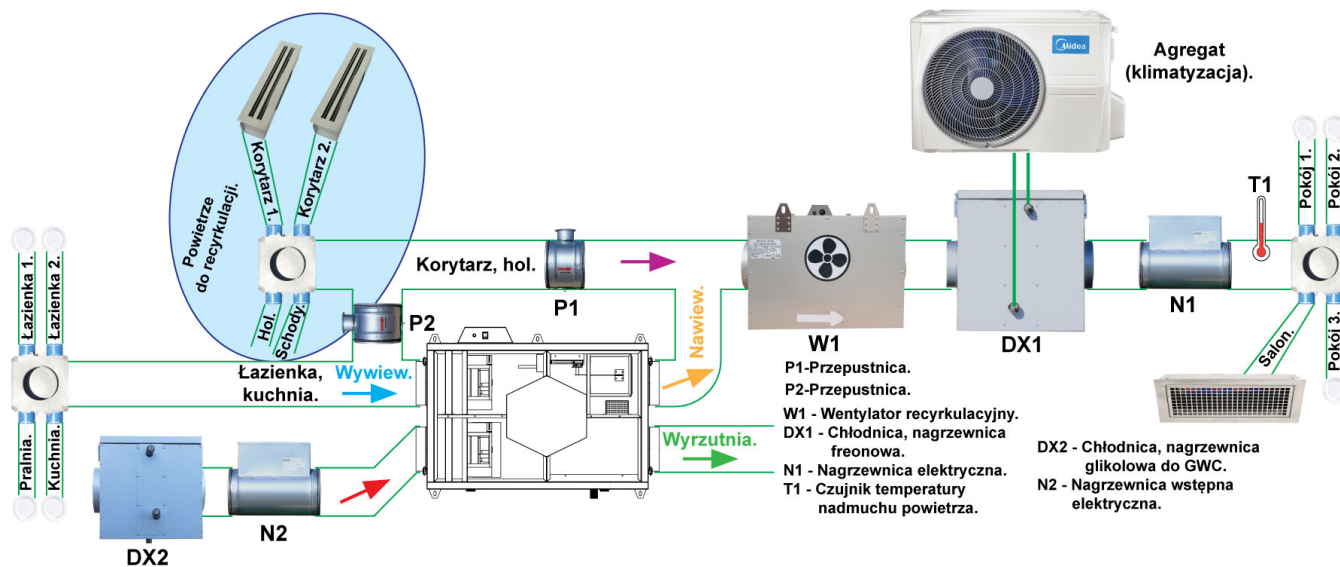 Midea
Agregat
(klimatyzacja).
Korytarz 1.
Korytarz 2.
Powietrze
do recyrkulacji.
Hol.
Schody.
Łazienka 1.
Łazienka 2.
Pralnia.
Kuchnia.
Korytarz, hol.
P1
P2
Łazienka,
kuchnia.
Wywiew.
Nawiew.
Wyrzutnia.
W1
DX1
N1
T1
Pokój 1.
Pokój 2.
Pokój 3.
Salon.
P1-Przepustnica.
P2-Przepustnica.
W1 - Wentylator recyrkulacyjny.
DX1 - Chłodnica, nagrzewnica
freonowa.
N1 - Nagrzewnica elektryczna.
T1 - Czujnik temperatury
nadmuchu powietrza.
DX2 - Chłodnica, nagrzewnica
glikolowa do GWC.
N2 - Nagrzewnica wstępna
elektryczna.
N2
DX2